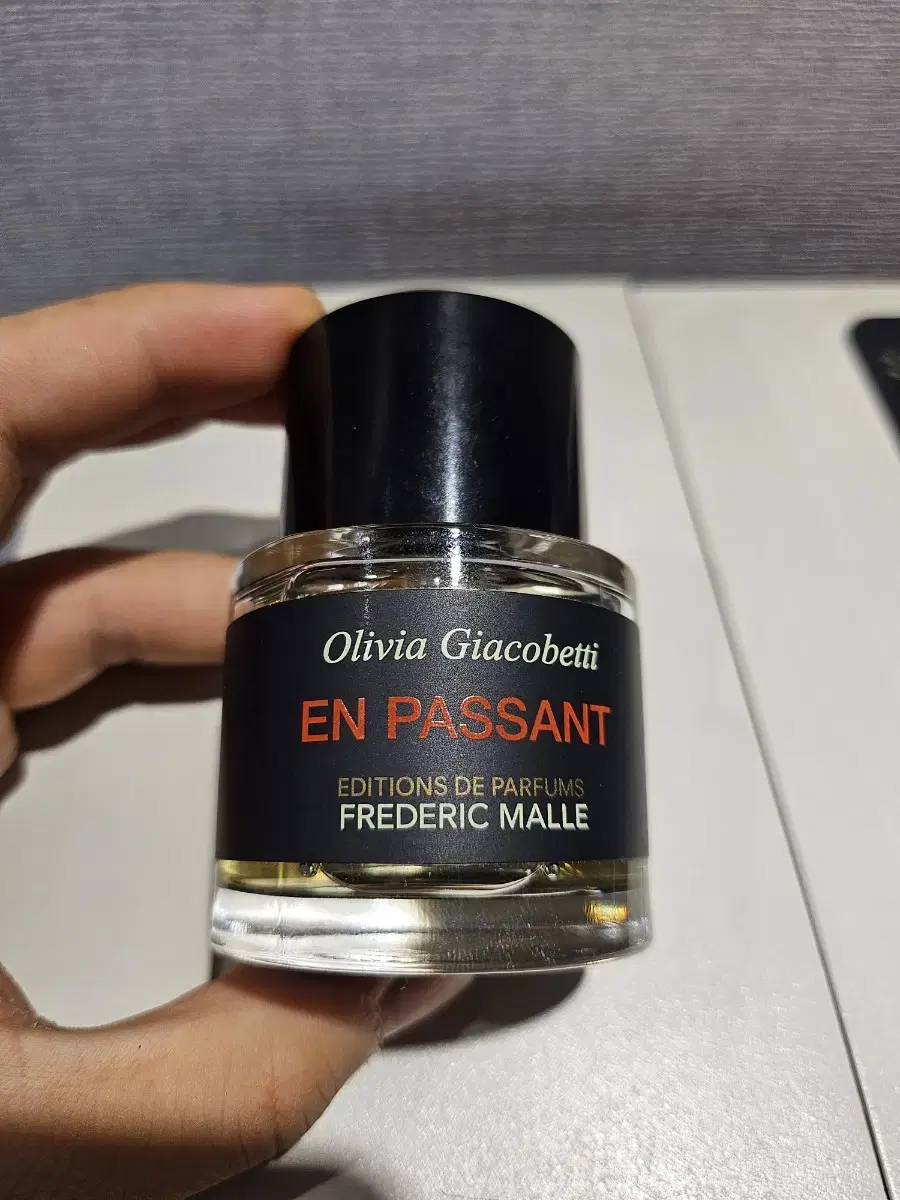 Olivia Giacobetti
EN PASSANT
EDITIONS DE PARFUMS
FREDERIC MALLE